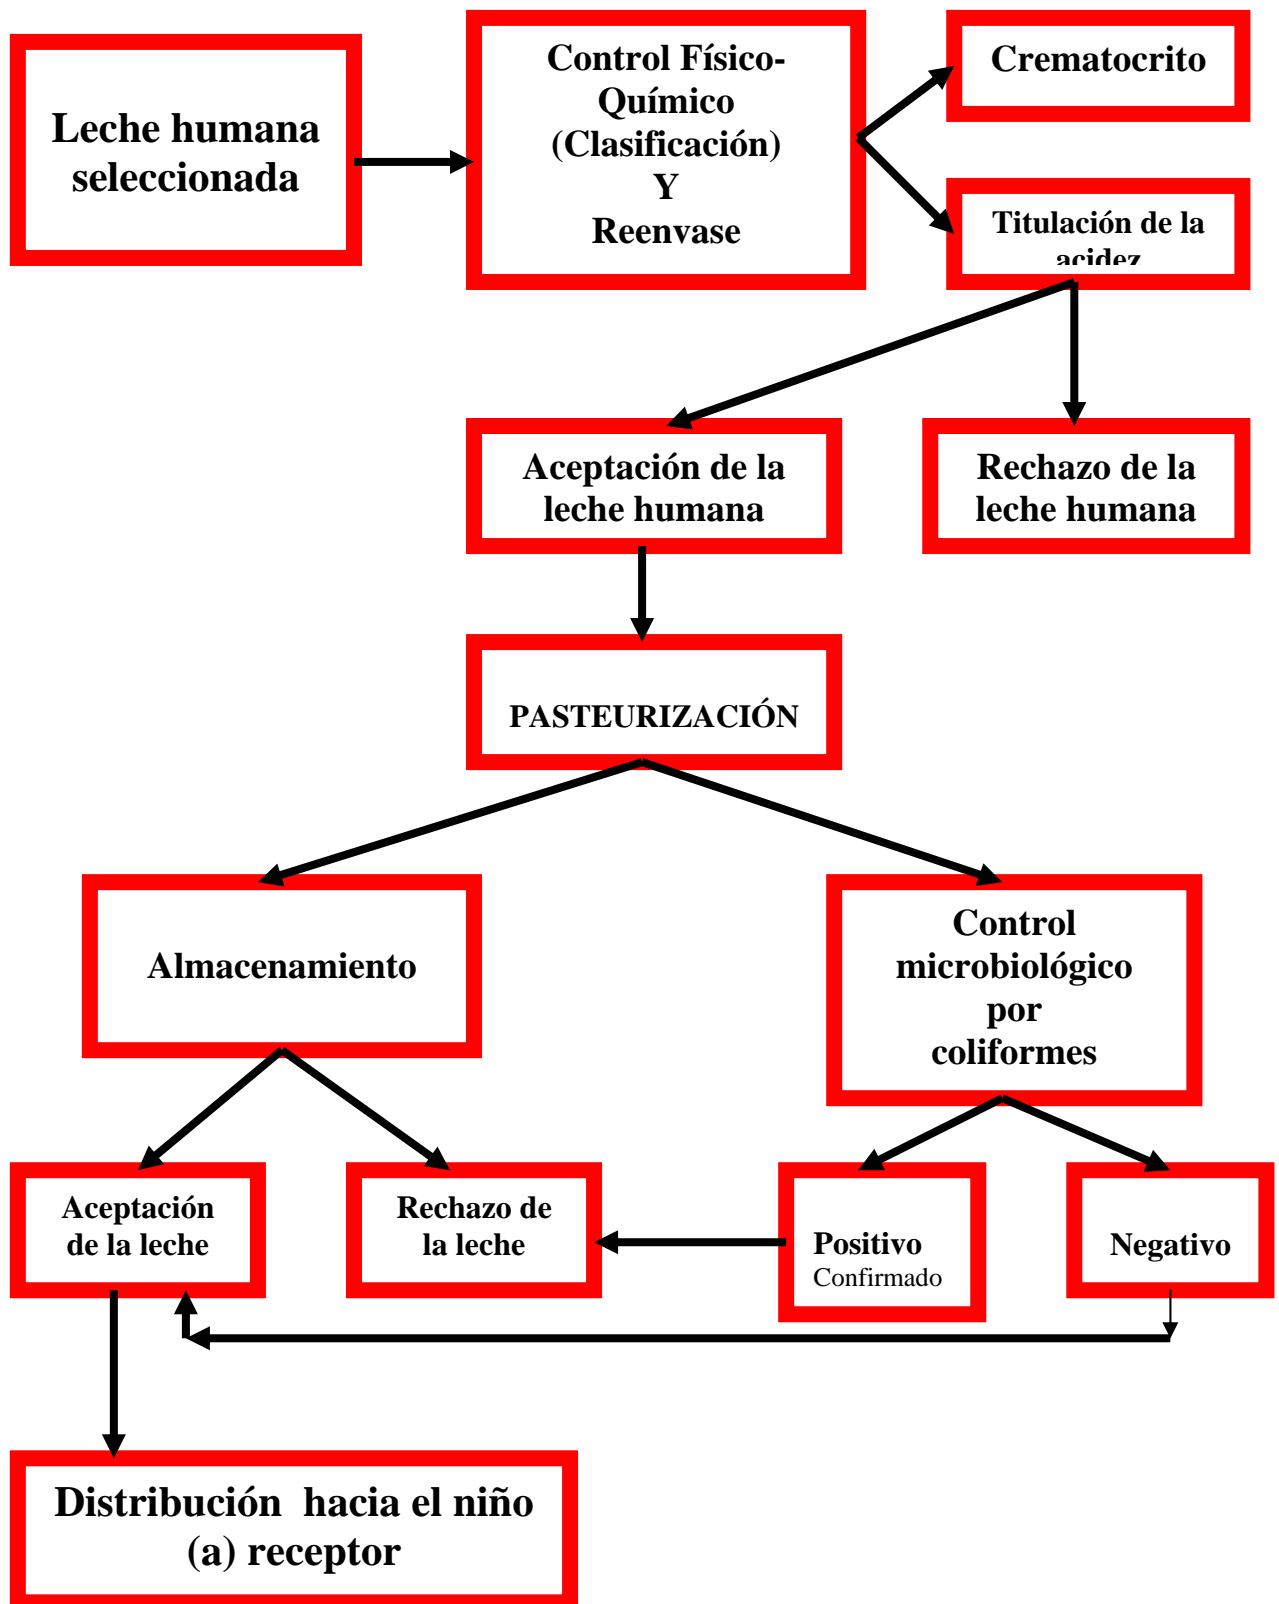 Leche humana
seleccionada
Control Físico-
Químico
(Clasificación)
Y
Reenvase
Crematocrito
Titulación de la
acidez
Aceptación de la
leche humana
Rechazo de la
leche humana
PASTEURIZACIÓN
Almacenamiento
Control
microbiológico
por
coliformes
Aceptación
de la leche
Rechazo de
la leche
Positivo
Confirmado
Negativo
Distribución hacia el niño
(a) receptor